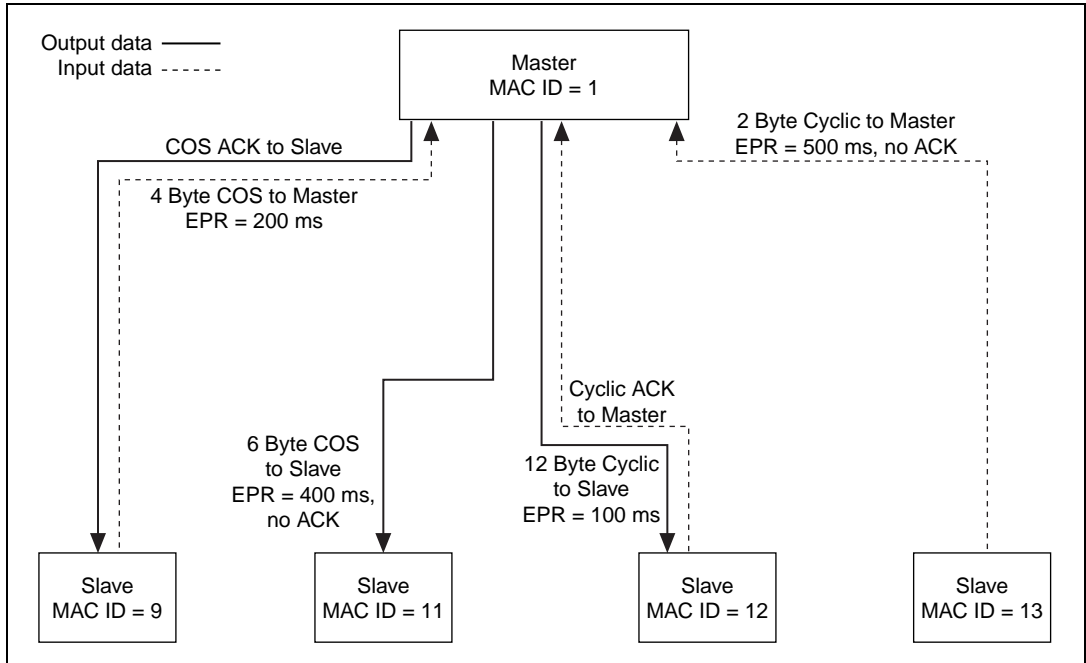 Output data
Input data
Master
MAC ID = 1
COS ACK to Slave
4 Byte COS to Master
EPR = 200 ms
2 Byte Cyclic to Master
EPR = 500 ms, no ACK
Cyclic ACK
to Master
6 Byte COS
to Slave
EPR = 400 ms,
no ACK
12 Byte Cyclic
to Slave
EPR = 100 ms
Slave
MAC ID = 9
Slave
MAC ID = 11
Slave
MAC ID = 12
Slave
MAC ID = 13